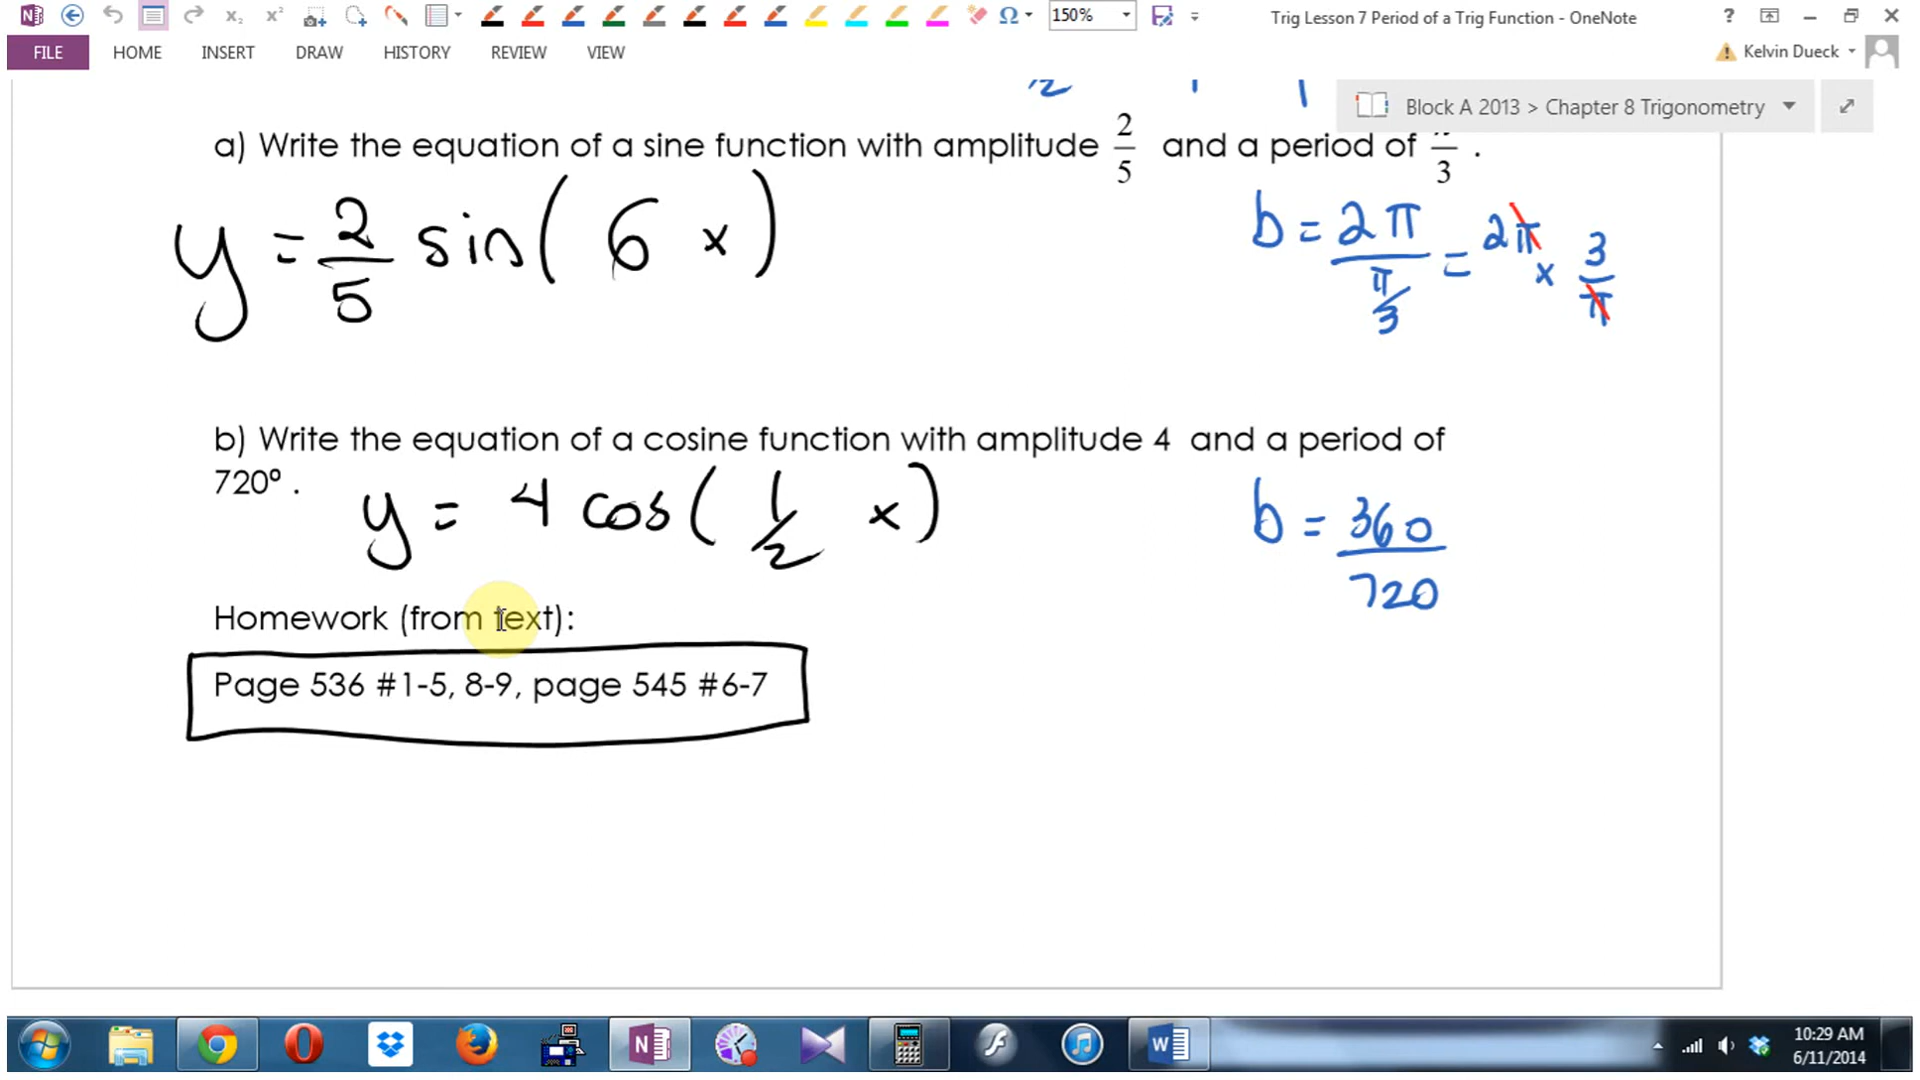 150%
Trig Lesson 7 Period of a Trig Function - OneNote
FILE HOME INSERT DRAW HISTORY REVIEW VIEW
Kelvin Dueck
Block A 2013 > Chapter 8 Trigonometry
a) Write the equation of a sine function with amplitude 2/5 and a period of π/3 .
y = 2/5 sin( 6 x )
b = 2π / (π/3) = 2π x 3/π
b) Write the equation of a cosine function with amplitude 4 and a period of
720° .
y = 4 cos( 1/2 x )
b = 360/720
Homework (from text):
Page 536 #1-5, 8-9, page 545 #6-7
10:29 AM
6/11/2014